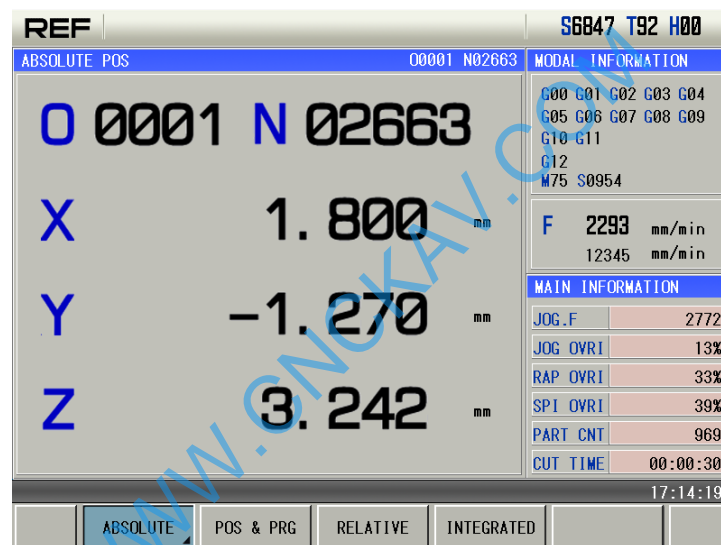 REF S6847 T92 H00
ABSOLUTE POS O0001 N02663
O 0001 N 02663
X 1.800 mm
Y -1.270 mm
Z 3.242 mm
MODAL INFORMATION
G00 G01 G02 G03 G04
G05 G06 G07 G08 G09
G10 G11
G12
M75 S0954
F 2293 mm/min
12345 mm/min
MAIN INFORMATION
JOG.F 2772
JOG OVRI 13%
RAP OVRI 33%
SPI OVRI 39%
PART CNT 969
CUT TIME 00:00:30
17:14:19
ABSOLUTE POS & PRG RELATIVE INTEGRATED
WWW.CNCKAV.COM